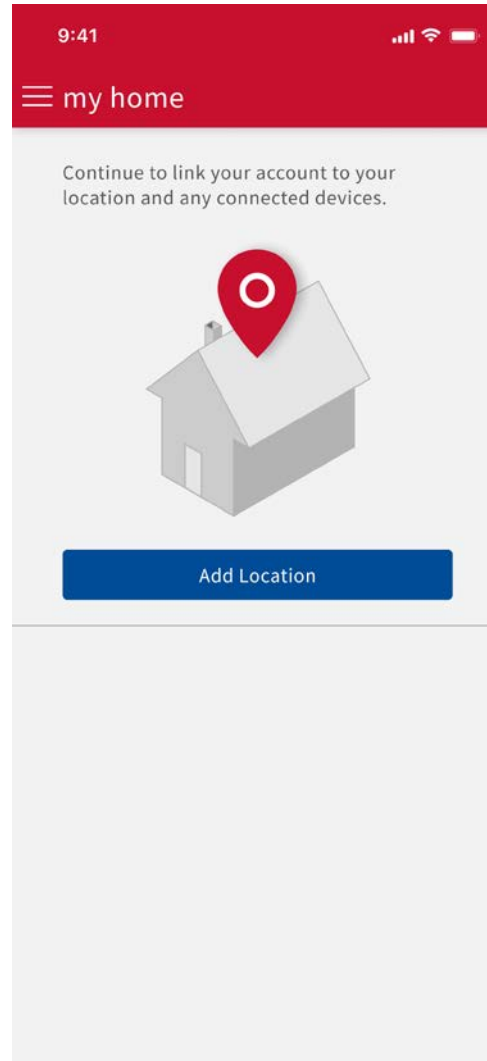 9:41
my home
Continue to link your account to your
location and any connected devices.
Add Location